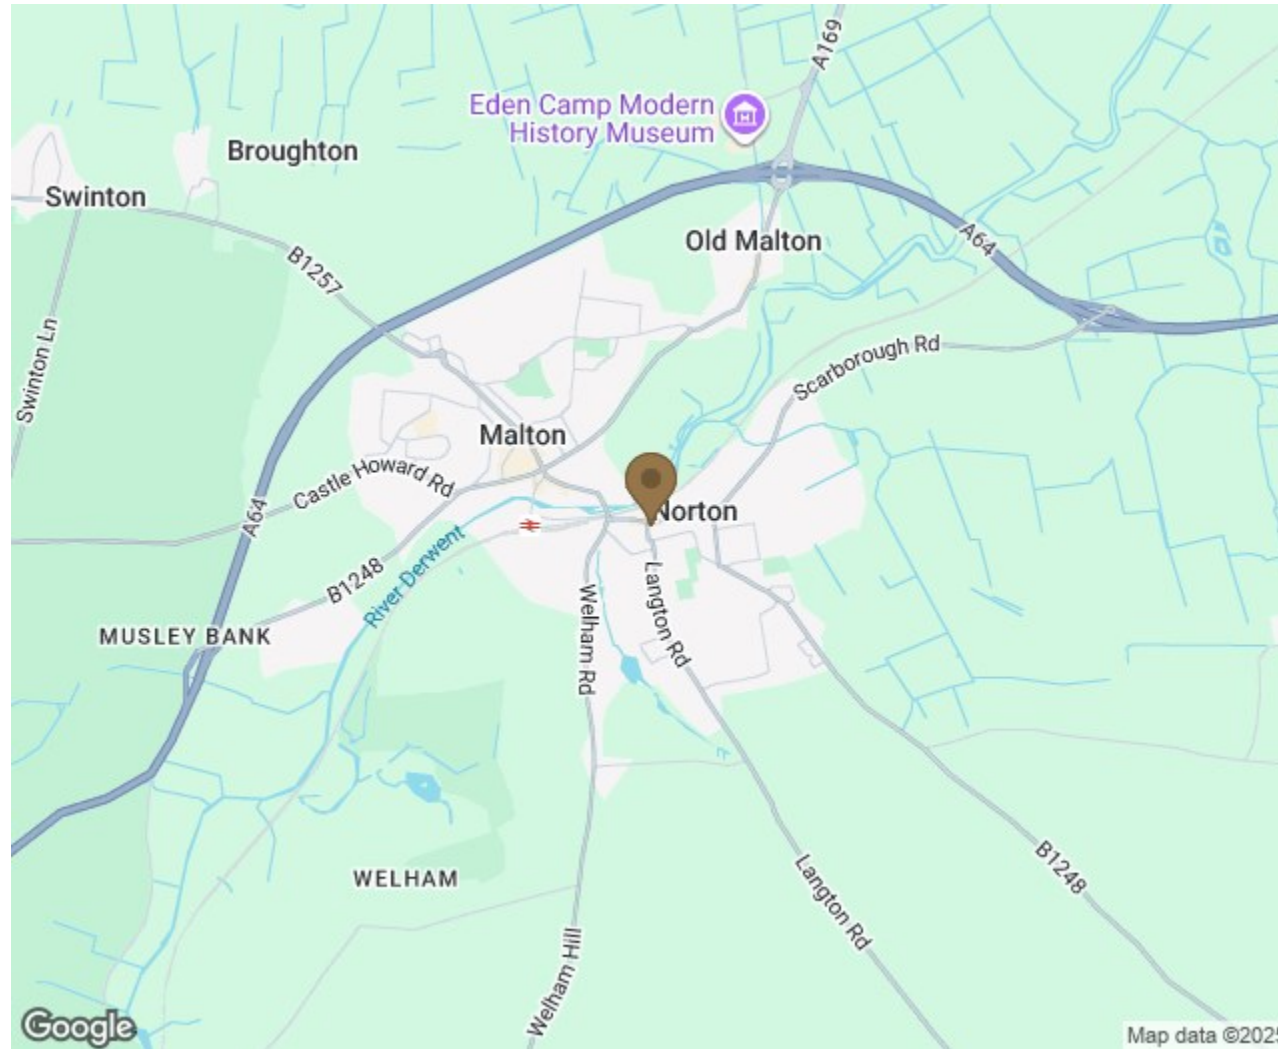 A169
Eden Camp Modern
History Museum
Broughton
Swinton
Old Malton
A64
B1257
Swinton Ln
Scarborough Rd
Malton
Castle Howard Rd
A64
Norton
B1248
River Derwent
Langton Rd
Welham Rd
MUSLEY BANK
WELHAM
B1248
Langton Rd
Welham Hill
Google
Map data ©2025